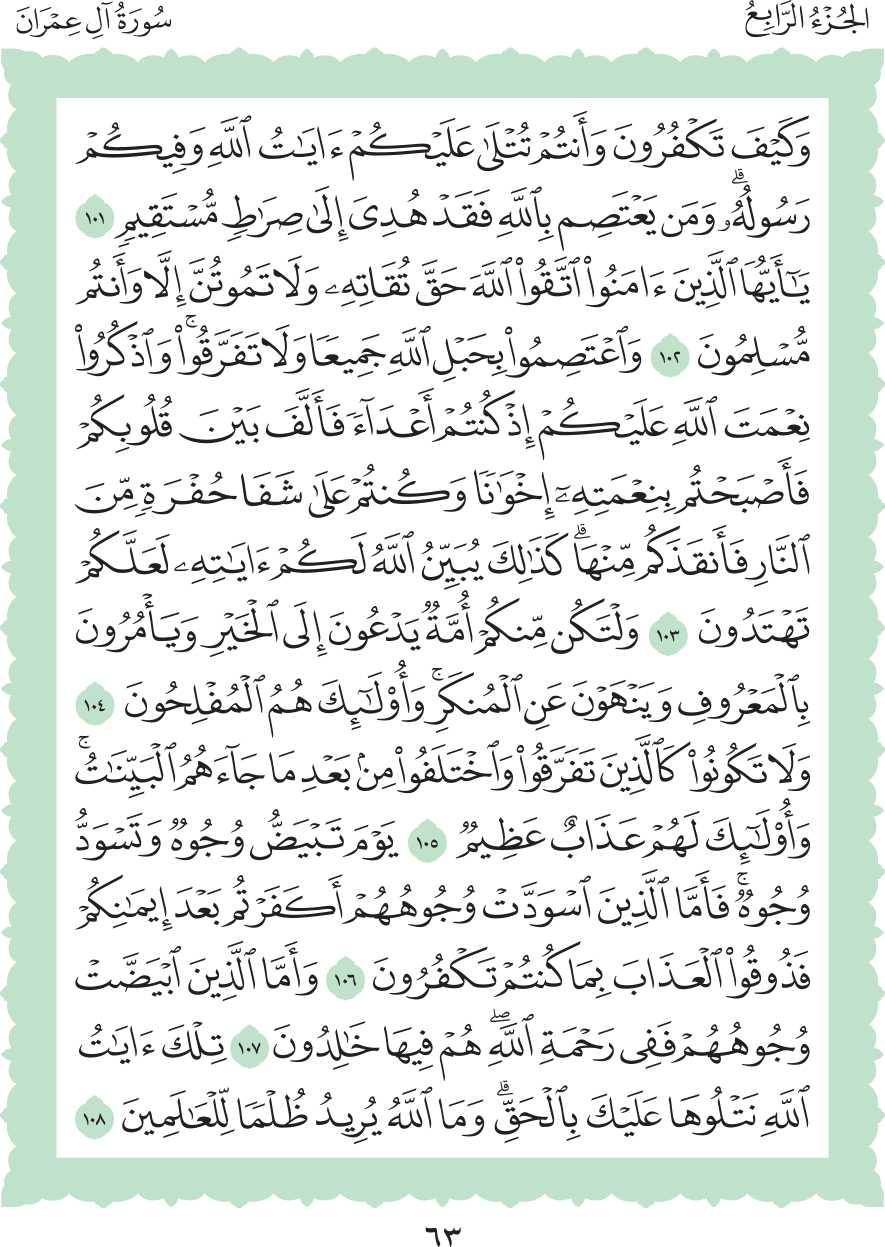 الجُزْءُ الرَّابِعُ
سُورَةُ آلِ عِمْرَانَ
وَكَيْفَ تَكْفُرُونَ وَأَنتُمْ تُتْلَىٰ عَلَيْكُمْ ءَايَٰتُ ٱللَّهِ وَفِيكُمْ
رَسُولُهُۥۗ وَمَن يَعْتَصِم بِٱللَّهِ فَقَدْ هُدِىَ إِلَىٰ صِرَٰطٍ مُّسْتَقِيمٍ ١٠١
يَٰٓأَيُّهَا ٱلَّذِينَ ءَامَنُوا۟ ٱتَّقُوا۟ ٱللَّهَ حَقَّ تُقَاتِهِۦ وَلَا تَمُوتُنَّ إِلَّا وَأَنتُم
مُّسْلِمُونَ ١٠٢ وَٱعْتَصِمُوا۟ بِحَبْلِ ٱللَّهِ جَمِيعًا وَلَا تَفَرَّقُوا۟ۚ وَٱذْكُرُوا۟
نِعْمَتَ ٱللَّهِ عَلَيْكُمْ إِذْ كُنتُمْ أَعْدَآءً فَأَلَّفَ بَيْنَ قُلُوبِكُمْ
فَأَصْبَحْتُم بِنِعْمَتِهِۦٓ إِخْوَٰنًا وَكُنتُمْ عَلَىٰ شَفَا حُفْرَةٍ مِّنَ
ٱلنَّارِ فَأَنقَذَكُم مِّنْهَاۗ كَذَٰلِكَ يُبَيِّنُ ٱللَّهُ لَكُمْ ءَايَٰتِهِۦ لَعَلَّكُمْ
تَهْتَدُونَ ١٠٣ وَلْتَكُن مِّنكُمْ أُمَّةٌ يَدْعُونَ إِلَى ٱلْخَيْرِ وَيَأْمُرُونَ
بِٱلْمَعْرُوفِ وَيَنْهَوْنَ عَنِ ٱلْمُنكَرِۚ وَأُو۟لَٰٓئِكَ هُمُ ٱلْمُفْلِحُونَ ١٠٤
وَلَا تَكُونُوا۟ كَٱلَّذِينَ تَفَرَّقُوا۟ وَٱخْتَلَفُوا۟ مِنۢ بَعْدِ مَا جَآءَهُمُ ٱلْبَيِّنَٰتُۚ
وَأُو۟لَٰٓئِكَ لَهُمْ عَذَابٌ عَظِيمٌ ١٠٥ يَوْمَ تَبْيَضُّ وُجُوهٌ وَتَسْوَدُّ
وُجُوهٌۚ فَأَمَّا ٱلَّذِينَ ٱسْوَدَّتْ وُجُوهُهُمْ أَكَفَرْتُم بَعْدَ إِيمَٰنِكُمْ
فَذُوقُوا۟ ٱلْعَذَابَ بِمَا كُنتُمْ تَكْفُرُونَ ١٠٦ وَأَمَّا ٱلَّذِينَ ٱبْيَضَّتْ
وُجُوهُهُمْ فَفِى رَحْمَةِ ٱللَّهِۖ هُمْ فِيهَا خَٰلِدُونَ ١٠٧ تِلْكَ ءَايَٰتُ
ٱللَّهِ نَتْلُوهَا عَلَيْكَ بِٱلْحَقِّۗ وَمَا ٱللَّهُ يُرِيدُ ظُلْمًا لِّلْعَٰلَمِينَ ١٠٨
٦٣